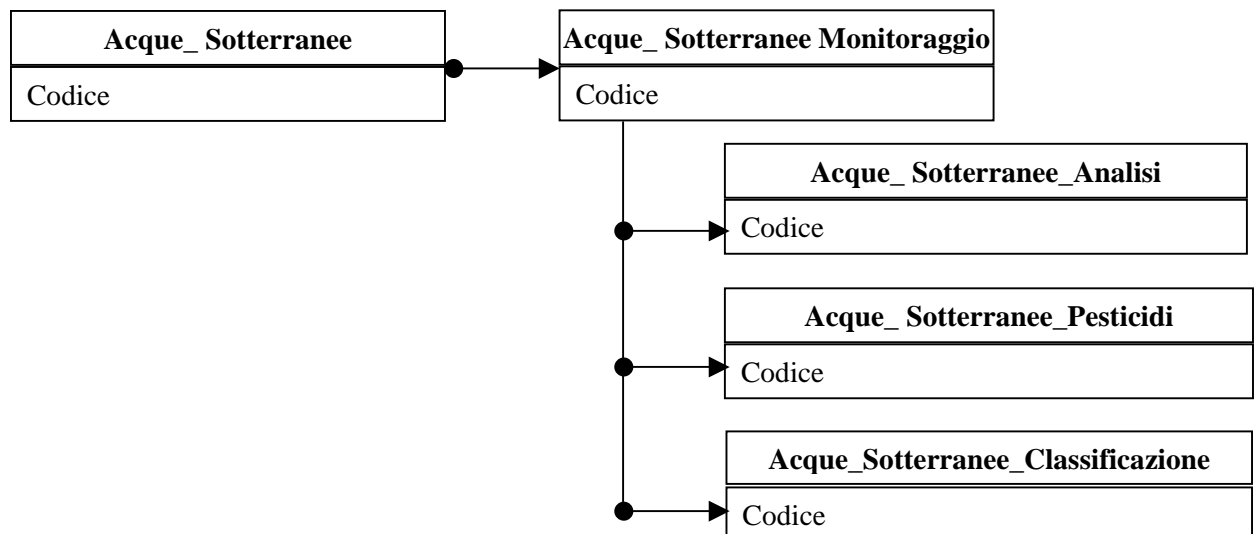 Acque_ Sotterranee
Codice
Acque_ Sotterranee Monitoraggio
Codice
Acque_ Sotterranee_Analisi
Codice
Acque_ Sotterranee_Pesticidi
Codice
Acque_Sotterranee_Classificazione
Codice